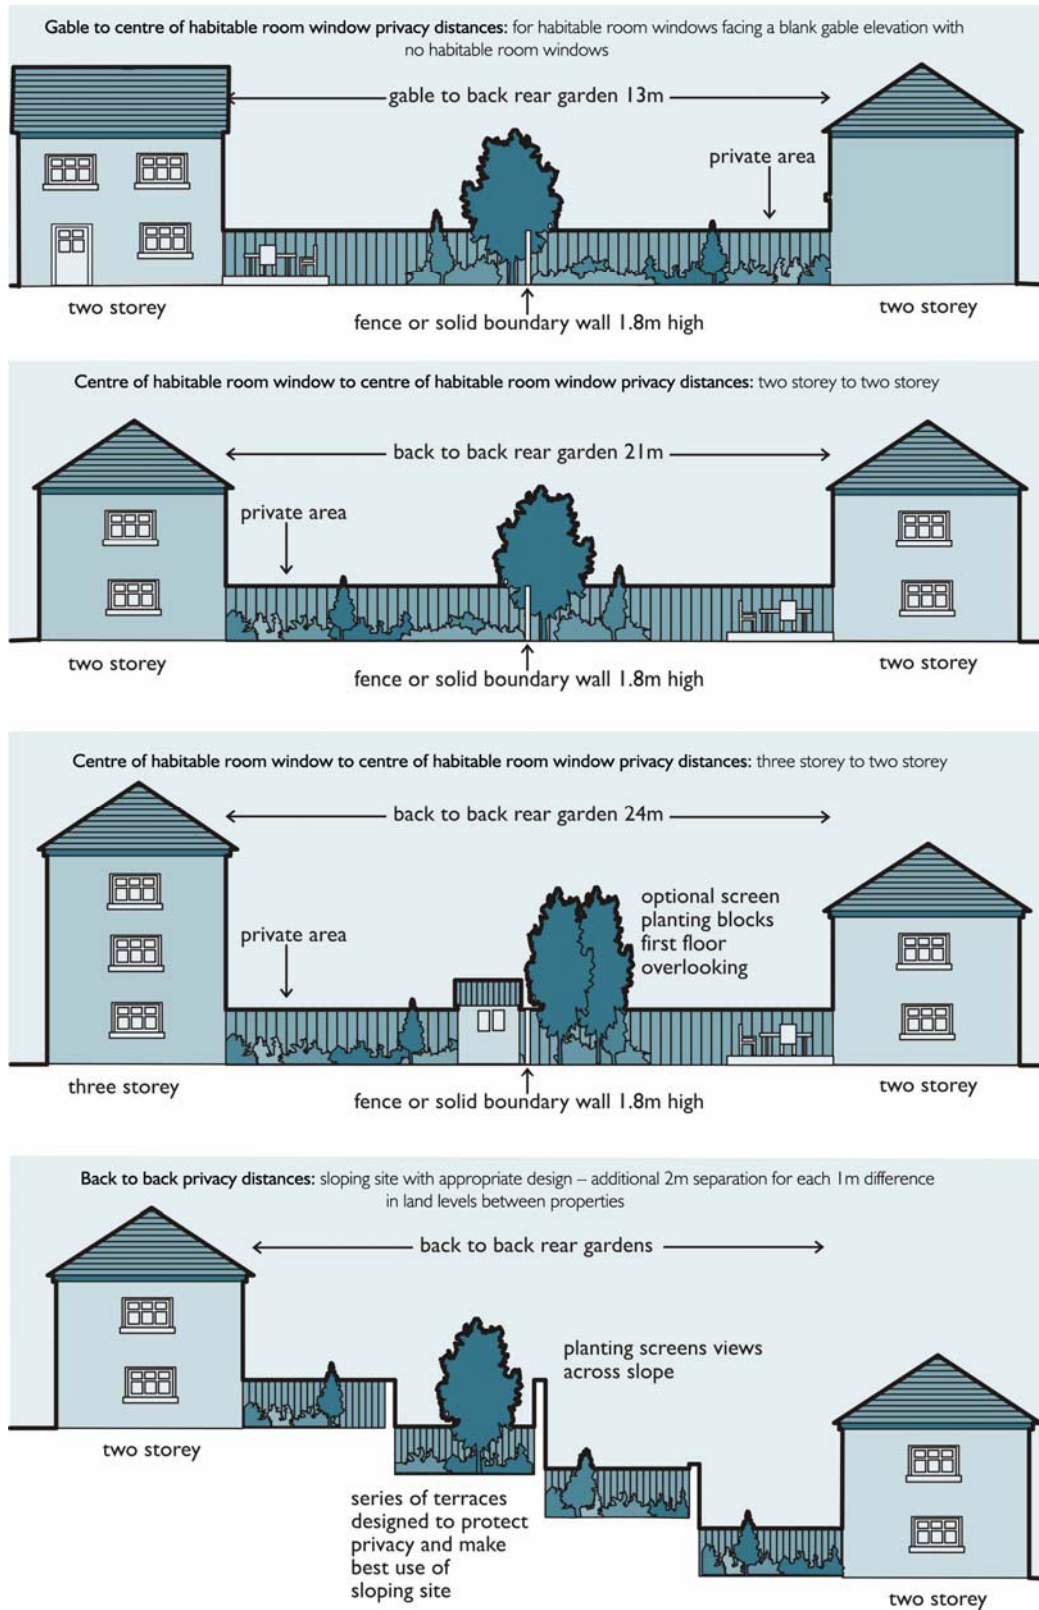 Gable to centre of habitable room window privacy distances: for habitable room windows facing a blank gable elevation with
no habitable room windows
gable to back rear garden 13m
private area
two storey
two storey
fence or solid boundary wall 1.8m high
Centre of habitable room window to centre of habitable room window privacy distances: two storey to two storey
back to back rear garden 21m
private area
two storey
two storey
fence or solid boundary wall 1.8m high
Centre of habitable room window to centre of habitable room window privacy distances: three storey to two storey
back to back rear garden 24m
optional screen
planting blocks
first floor
overlooking
private area
three storey
two storey
fence or solid boundary wall 1.8m high
Back to back privacy distances: sloping site with appropriate design – additional 2m separation for each 1m difference
in land levels between properties
back to back rear gardens
planting screens views
across slope
two storey
series of terraces
designed to protect
privacy and make
best use of
sloping site
two storey